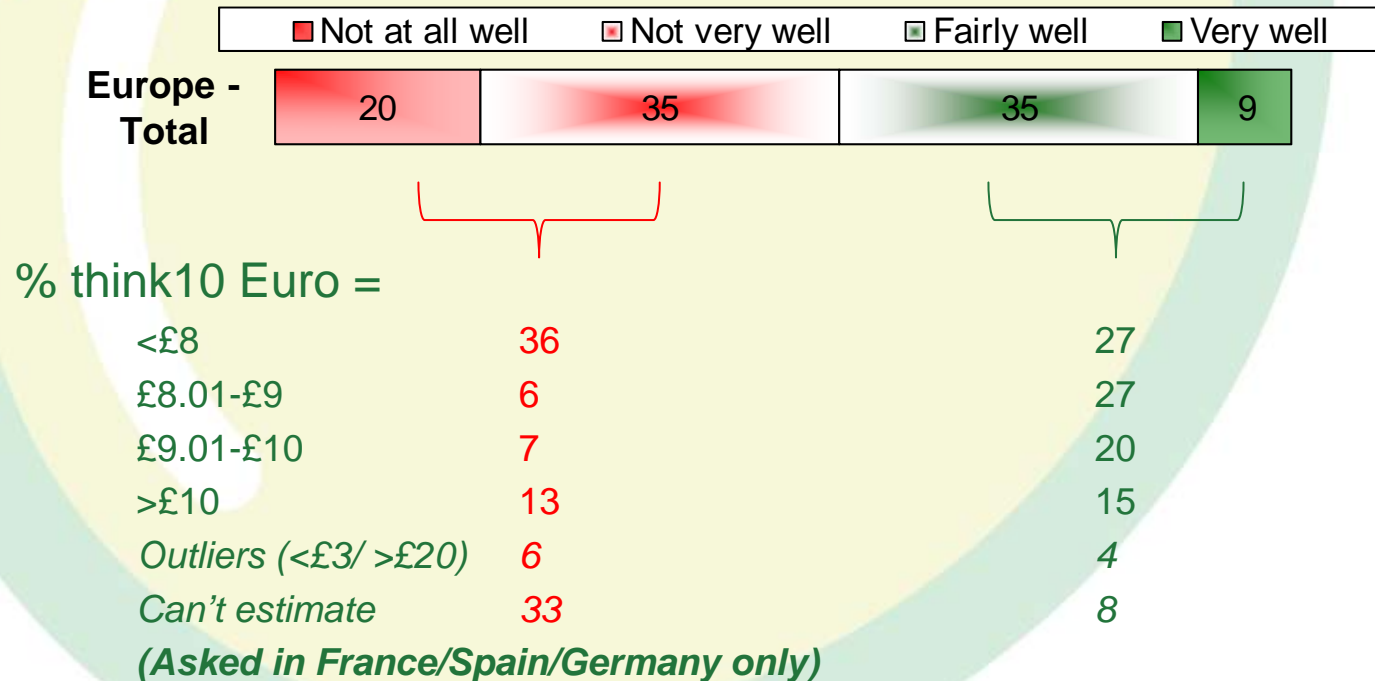 Not at all well Not very well Fairly well Very well
Europe -
Total
20 35 35 9
% think10 Euro =
<£8 36 27
£8.01-£9 6 27
£9.01-£10 7 20
>£10 13 15
Outliers (<£3/ >£20) 6 4
Can’t estimate 33 8
(Asked in France/Spain/Germany only)